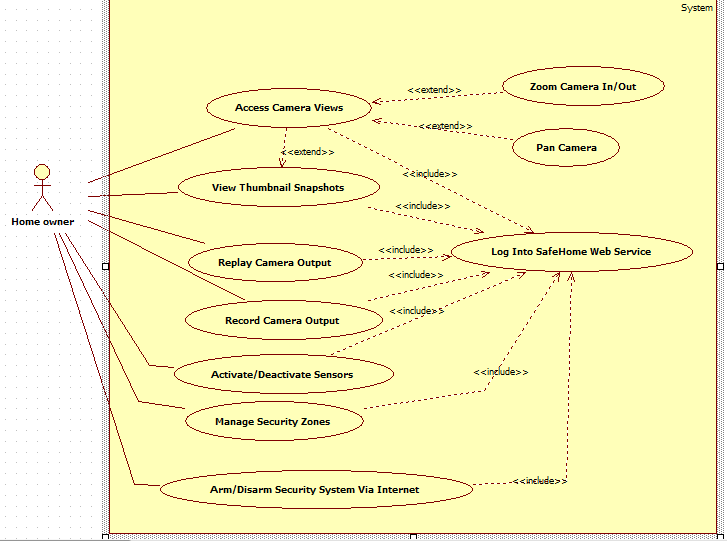 System
Zoom Camera In/Out
<<extend>>
Access Camera Views
<<extend>>
Pan Camera
<<extend>>
<<include>>
View Thumbnail Snapshots
<<include>>
Home owner
<<include>>
Log Into SafeHome Web Service
Replay Camera Output
<<include>>
<<include>>
Record Camera Output
<<include>>
Activate/Deactivate Sensors
Manage Security Zones
<<include>>
Arm/Disarm Security System Via Internet